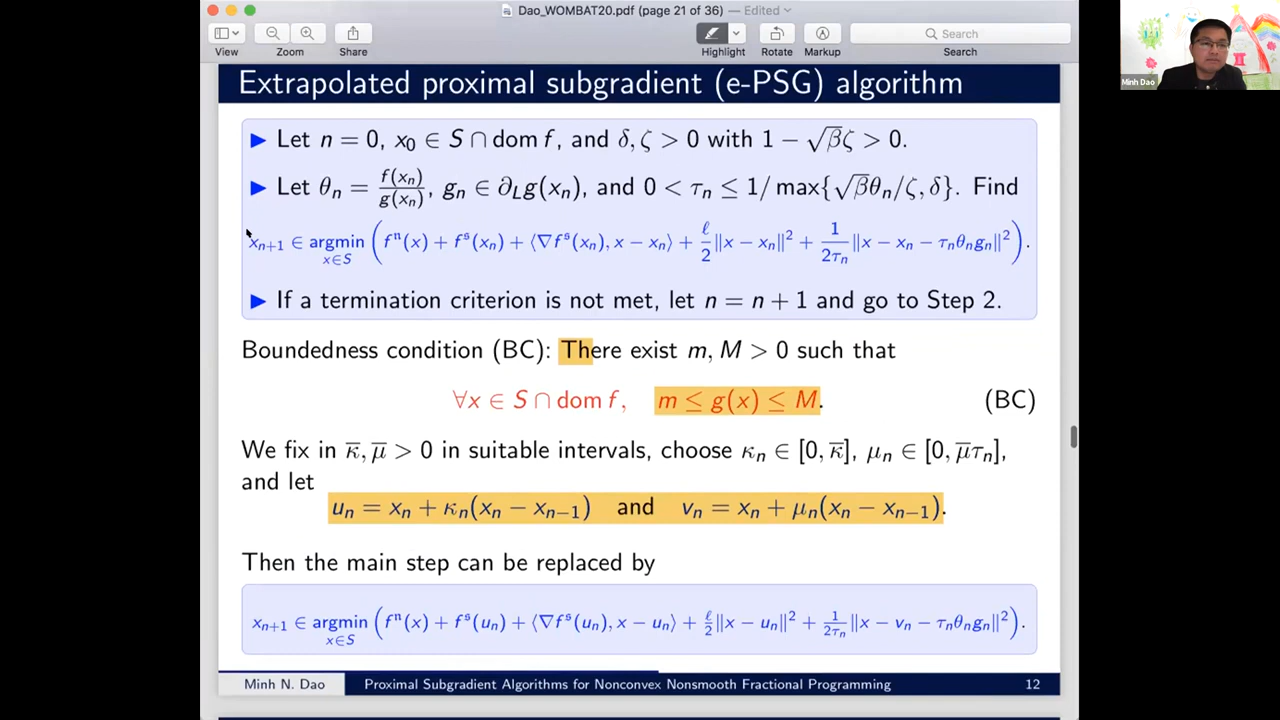 Dao_WOMBAT20.pdf (page 21 of 36) — Edited
View Zoom Share Highlight Rotate Markup Search
Search
Minh Dao
Extrapolated proximal subgradient (e-PSG) algorithm
▶ Let n = 0, x₀ ∈ S ∩ dom f, and δ, ζ > 0 with 1 − √β̅ζ > 0.
▶ Let θₙ = f(xₙ)/g(xₙ), gₙ ∈ ∂_L g(xₙ), and 0 < τₙ ≤ 1/ max{√β̅θₙ/ζ, δ}. Find
xₙ₊₁ ∈ argmin_{x∈S} (fⁿ(x) + fˢ(xₙ) + ⟨∇fˢ(xₙ), x − xₙ⟩ + ℓ/2 ‖x − xₙ‖² + 1/(2τₙ) ‖x − xₙ − τₙθₙgₙ‖²).
▶ If a termination criterion is not met, let n = n + 1 and go to Step 2.
Boundedness condition (BC): There exist m, M > 0 such that
∀x ∈ S ∩ dom f, m ≤ g(x) ≤ M. (BC)
We fix in κ̅, μ̅ > 0 in suitable intervals, choose κₙ ∈ [0, κ̅], μₙ ∈ [0, μ̅τₙ],
and let
uₙ = xₙ + κₙ(xₙ − xₙ₋₁) and vₙ = xₙ + μₙ(xₙ − xₙ₋₁).
Then the main step can be replaced by
xₙ₊₁ ∈ argmin_{x∈S} (fⁿ(x) + fˢ(uₙ) + ⟨∇fˢ(uₙ), x − uₙ⟩ + ℓ/2 ‖x − uₙ‖² + 1/(2τₙ) ‖x − vₙ − τₙθₙgₙ‖²).
Minh N. Dao Proximal Subgradient Algorithms for Nonconvex Nonsmooth Fractional Programming 12